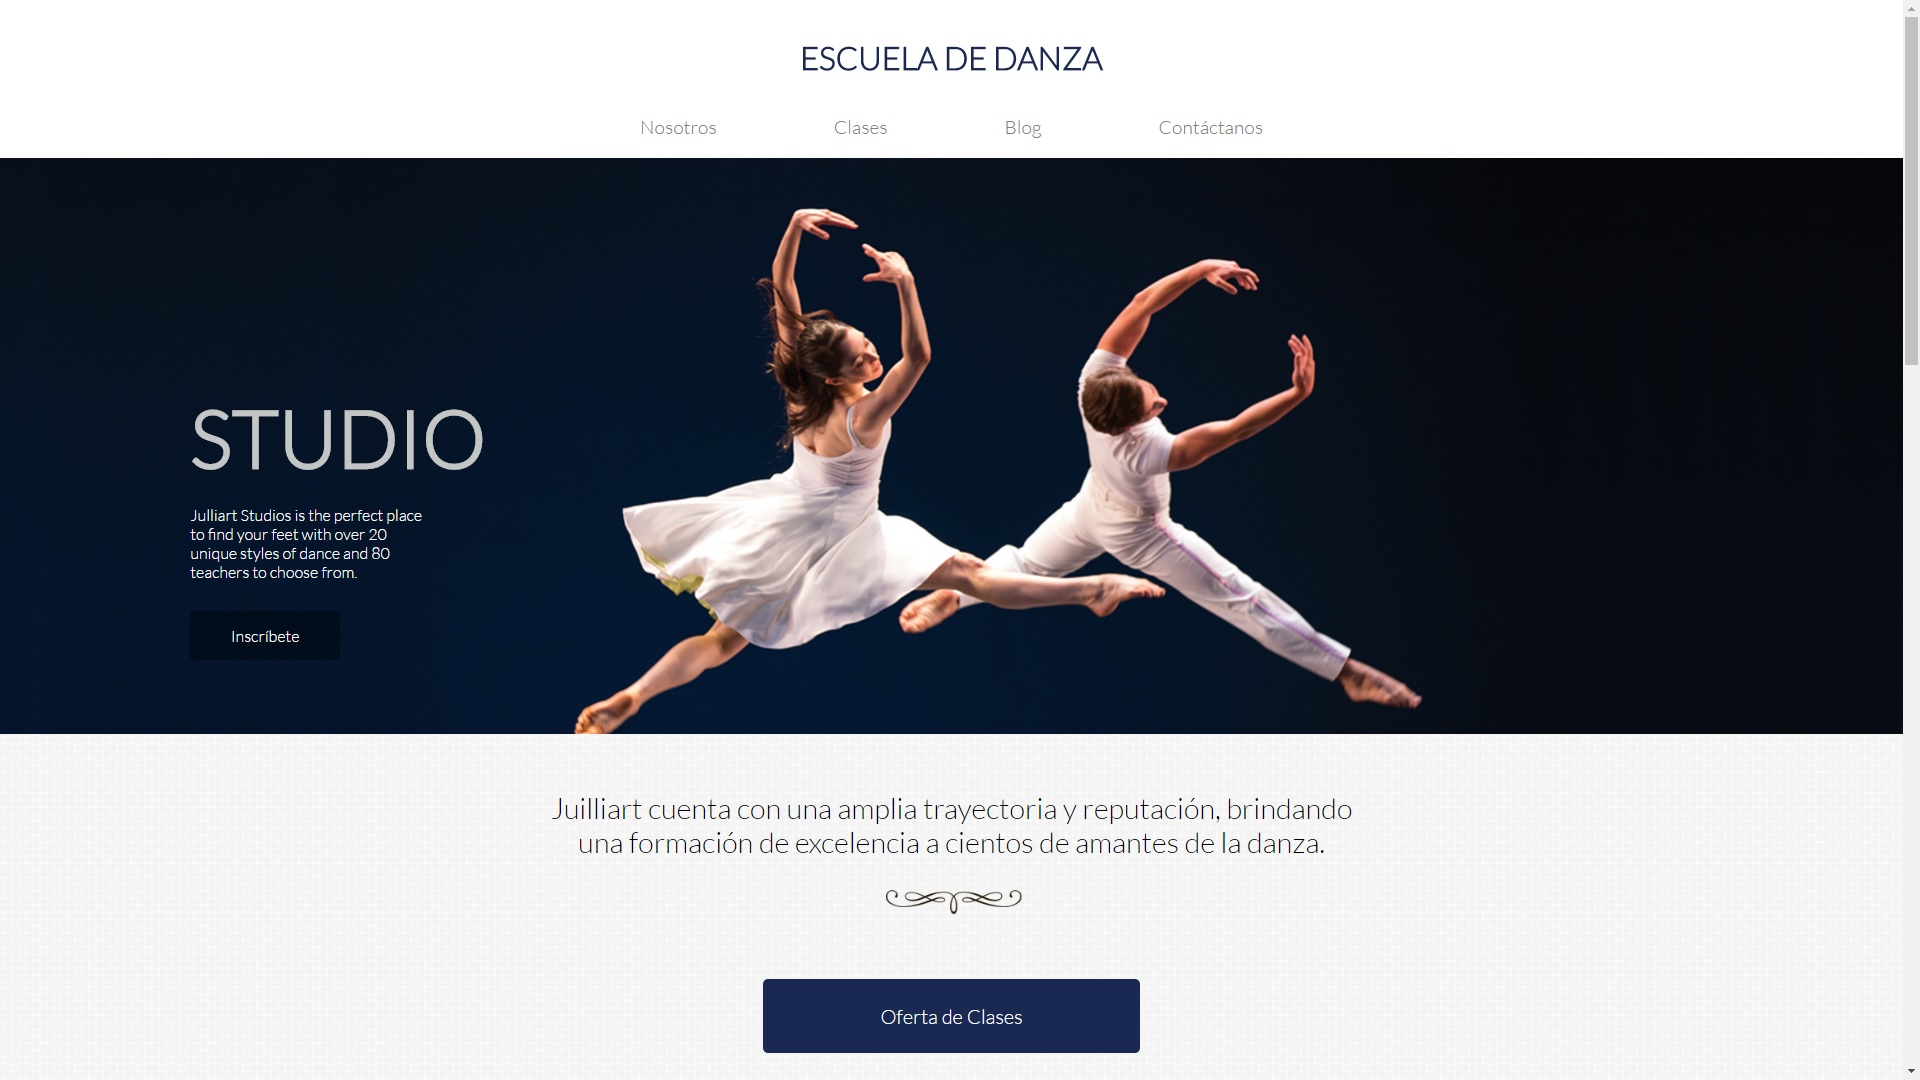 ESCUELA DE DANZA
Nosotros Clases Blog Contáctanos
STUDIO
Julliart Studios is the perfect place
to find your feet with over 20
unique styles of dance and 80
teachers to choose from.
Inscríbete
Juilliart cuenta con una amplia trayectoria y reputación, brindando
una formación de excelencia a cientos de amantes de la danza.
Oferta de Clases